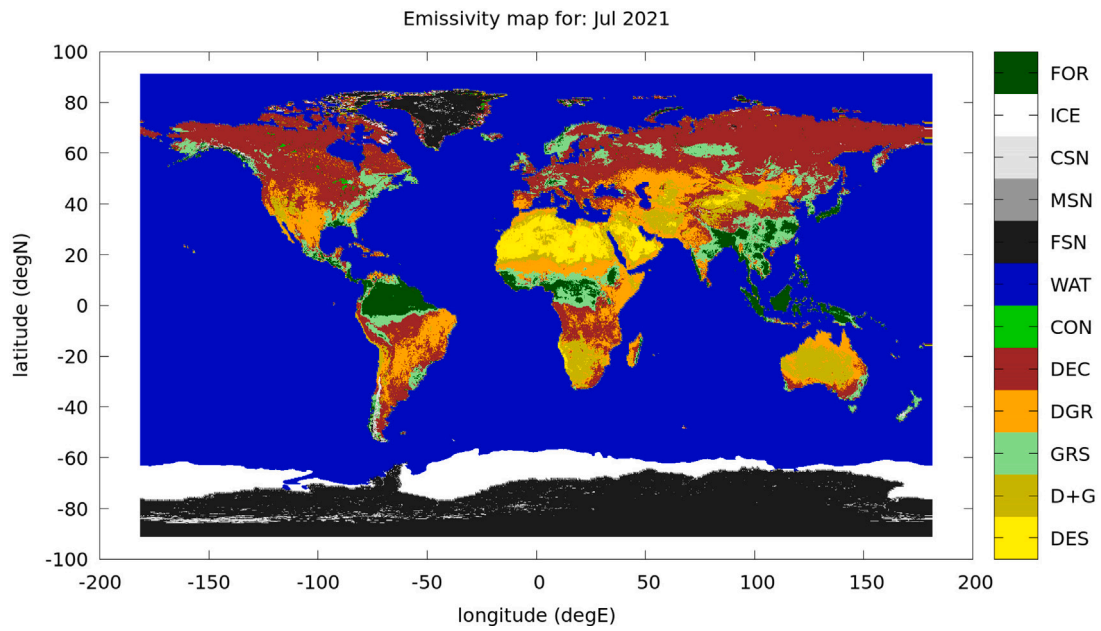 Emissivity map for: Jul 2021
100
80
60
40
20
0
-20
-40
-60
-80
-100
-200
-150
-100
-50
0
50
100
150
200
latitude (degN)
longitude (degE)
FOR
ICE
CSN
MSN
FSN
WAT
CON
DEC
DGR
GRS
D+G
DES